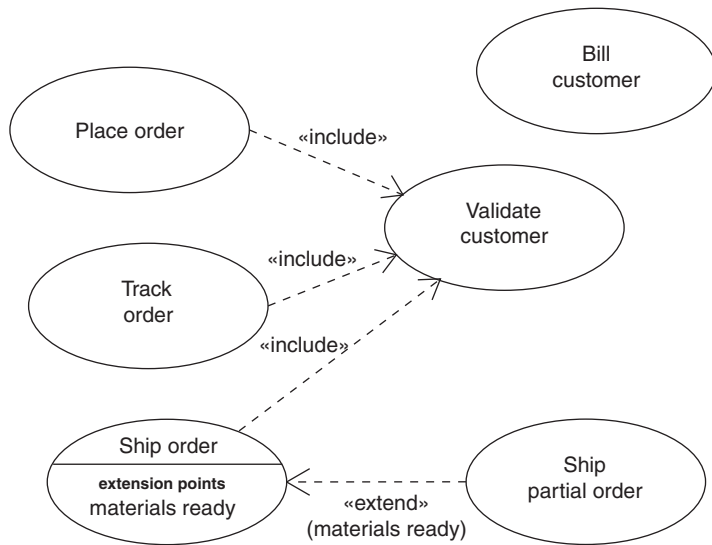 Bill
customer
Place order
«include»
Validate
customer
«include»
Track
order
«include»
Ship order
extension points
materials ready
Ship
partial order
«extend»
(materials ready)